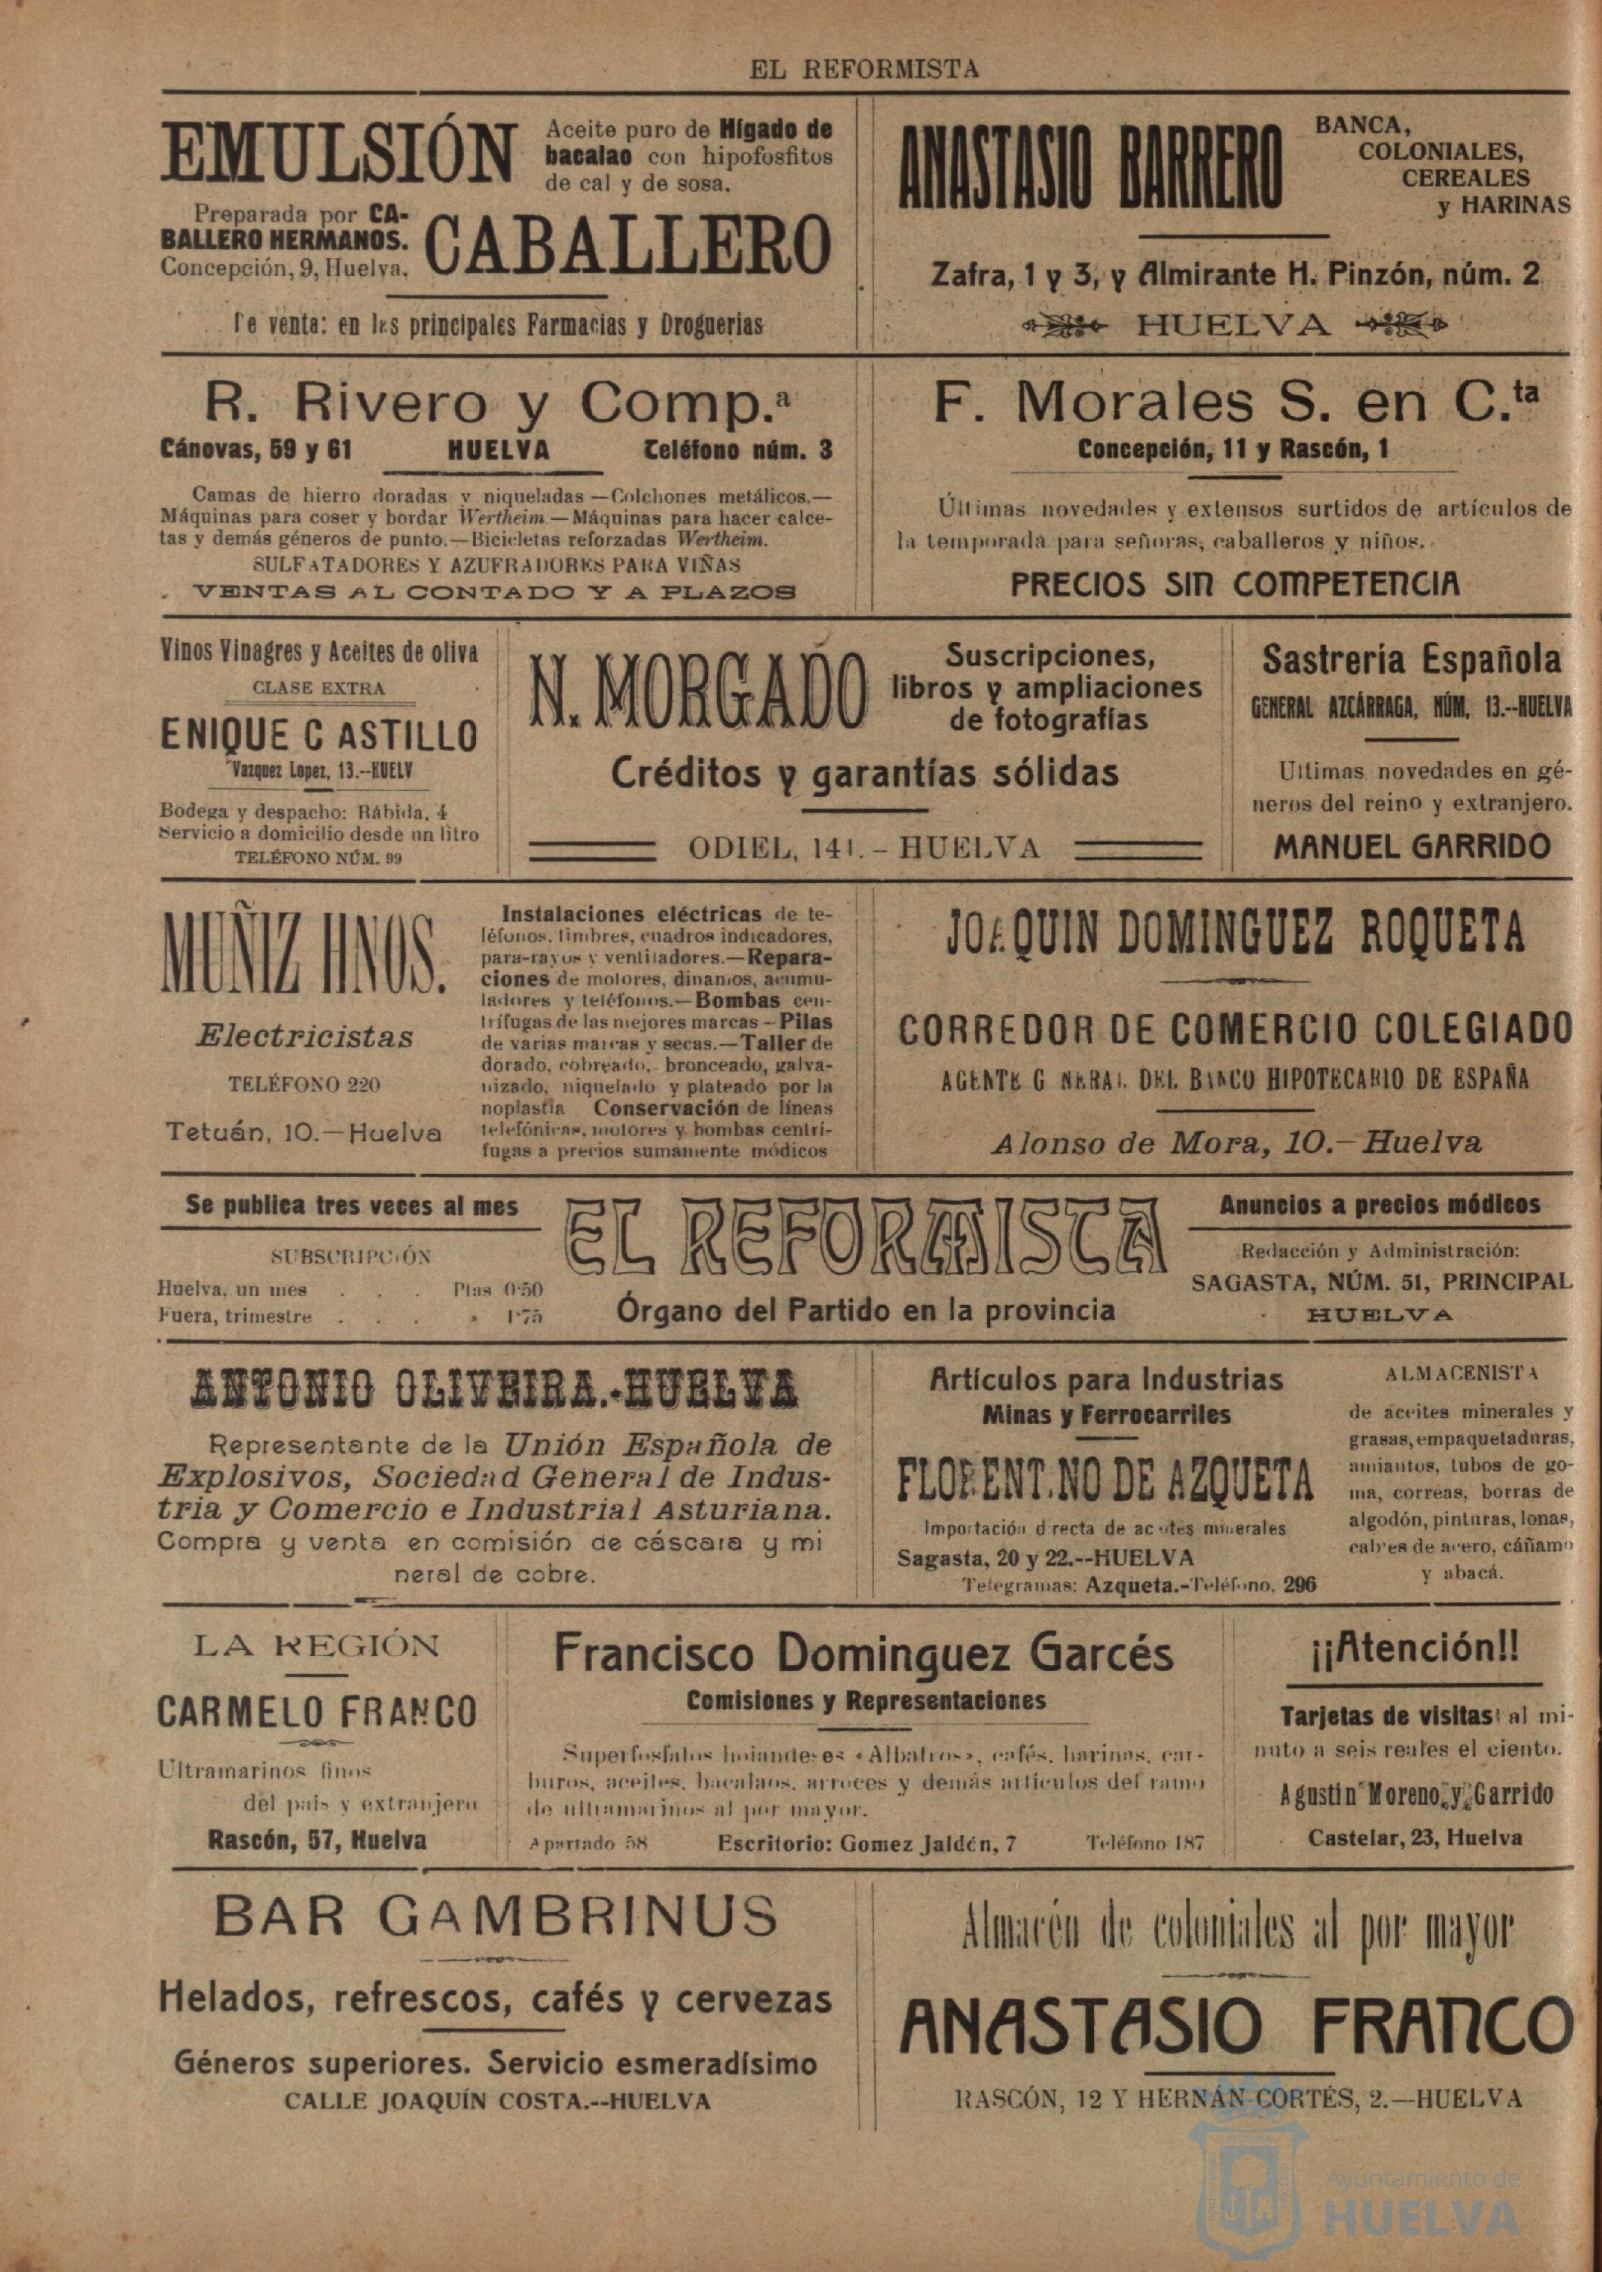 EL REFORMISTA
EMULSIÓN
Aceite puro de Hígado de
bacalao con hipofosfitos
de cal y de sosa.
Preparada por CA-
BALLERO HERMANOS.
Concepción, 9, Huelva.
CABALLERO
De venta: en las principales Farmacias y Droguerias
ANASTASIO BARRERO
BANCA,
COLONIALES,
CEREALES
y HARINAS
Zafra, 1 y 3, y Almirante H. Pinzón, núm. 2
HUELVA
R. Rivero y Comp.ª
Cánovas, 59 y 61 HUELVA Teléfono núm. 3
Camas de hierro doradas y niqueladas —Colchones metálicos.—
Máquinas para coser y bordar Wertheim.—Máquinas para hacer calce-
tas y demás géneros de punto.—Bicicletas reforzadas Wertheim.
SULFATADORES Y AZUFRADORES PARA VIÑAS
VENTAS AL CONTADO Y A PLAZOS
F. Morales S. en C.ta
Concepción, 11 y Rascón, 1
Últimas novedades y extensos surtidos de artículos de
la temporada para señoras, caballeros y niños.
PRECIOS SIN COMPETENCIA
Vinos Vinagres y Aceites de oliva
CLASE EXTRA
ENIQUE C ASTILLO
Vazquez Lopez, 13.--HUELV
Bodega y despacho: Rábida, 4
Servicio a domicilio desde un litro
TELÉFONO NÚM. 99
N. MORGADO
Suscripciones,
libros y ampliaciones
de fotografías
Créditos y garantías sólidas
ODIEL, 141.-HUELVA
Sastrería Española
GENERAL AZCÁRRAGA, NÚM. 13.--HUELVA
Ultimas novedades en gé-
neros del reino y extranjero.
MANUEL GARRIDO
MUÑIZ HNOS.
Electricistas
TELÉFONO 220
Tetuán, 10.—Huelva
Instalaciones eléctricas de te-
léfonos, timbres, cuadros indicadores,
para-rayos y ventiladores.—Repara-
ciones de motores, dinamos, acumu-
ladores y teléfonos.—Bombas cen-
trífugas de las mejores marcas—Pilas
de varias marcas y secas.—Taller de
dorado, cobreado, bronceado, galva-
nizado, niquelado y plateado por la
noplastia Conservación de líneas
telefónicas, motores y bombas centrí-
fugas a precios sumamente módicos
JOAQUIN DOMINGUEZ ROQUETA
CORREDOR DE COMERCIO COLEGIADO
AGENTE G NERAL DEL BANCO HIPOTECARIO DE ESPAÑA
Alonso de Mora, 10.—Huelva
Se publica tres veces al mes
SUBSCRIPCIÓN
Huelva, un mes . . . Ptas 0·50
Fuera, trimestre . . . » 1·75
EL REFORMISTA
Órgano del Partido en la provincia
Anuncios a precios módicos
Redacción y Administración:
SAGASTA, NÚM. 51, PRINCIPAL
HUELVA
ANTONIO OLIVEIRA.-HUELVA
Representante de la Unión Española de
Explosivos, Sociedad General de Indus-
tria y Comercio e Industrial Asturiana.
Compra y venta en comisión de cáscara y mi
neral de cobre.
Artículos para Industrias
Minas y Ferrocarriles
FLORENTINO DE AZQUETA
Importación directa de aceites minerales
Sagasta, 20 y 22.--HUELVA
Telegramas: Azqueta.-Teléfono, 296
ALMACENISTA
de aceites minerales y
grasas, empaquetaduras,
amiantos, tubos de go-
ma, correas, borras de
algodón, pinturas, lonas,
cables de acero, cáñamo
y abacá.
LA REGIÓN
CARMELO FRANCO
Ultramarinos finos
del país y extranjero
Rascón, 57, Huelva
Francisco Dominguez Garcés
Comisiones y Representaciones
Superfosfatos holandeses «Albatros», cafés, harinas, car-
buros, aceites, bacalaos, arroces y demás artículos del ramo
de ultramarinos al por mayor.
Apartado 58 Escritorio: Gomez Jaldón, 7 Teléfono 187
¡¡Atención!!
Tarjetas de visitas al mi-
nuto a seis reales el ciento.
Agustin Moreno y Garrido
Castelar, 23, Huelva
BAR GAMBRINUS
Helados, refrescos, cafés y cervezas
Géneros superiores. Servicio esmeradísimo
CALLE JOAQUÍN COSTA.--HUELVA
Almacén de coloniales al por mayor
ANASTASIO FRANCO
RASCÓN, 12 Y HERNÁN CORTÉS, 2.—HUELVA
Ayuntamiento de
HUELVA